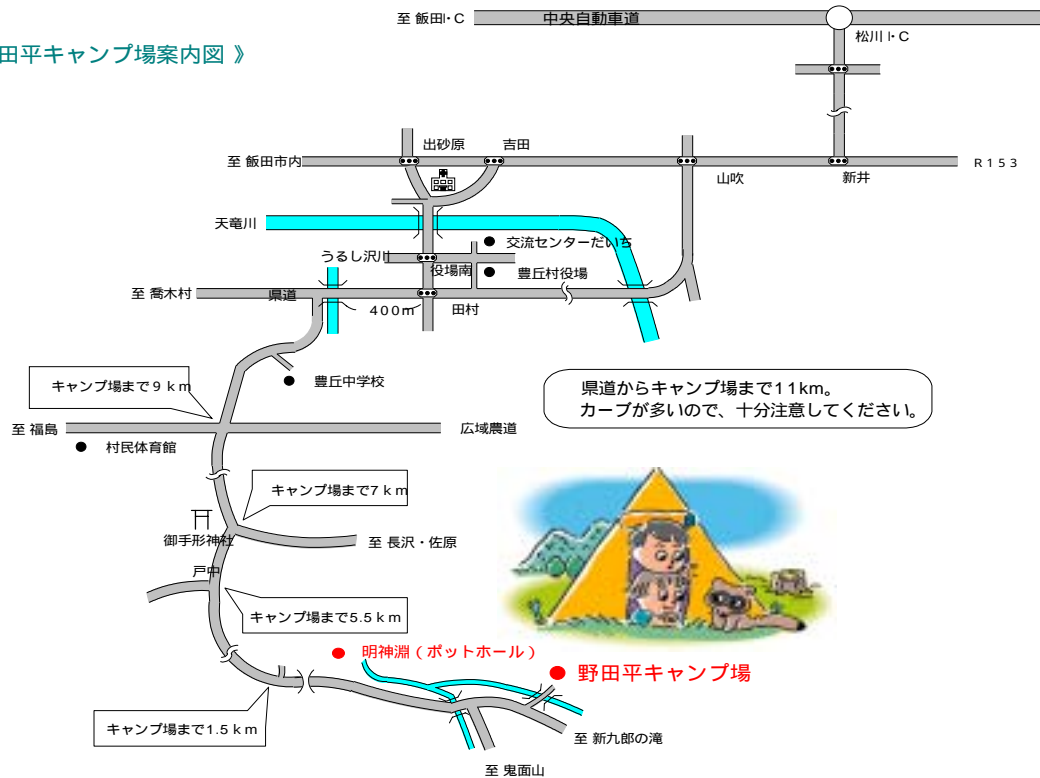 至 飯田I・C
中央自動車道
松川 I・C
田平キャンプ場案内図 》
出砂原
吉田
至 飯田市内
山吹
新井
R153
天竜川
交流センターだいち
うるし沢川
役場南
豊丘村役場
至 喬木村
県道
400m
田村
豊丘中学校
キャンプ場まで9km
県道からキャンプ場まで11km。
カーブが多いので、十分注意してください。
至 福島
広域農道
村民体育館
キャンプ場まで7km
御手形神社
至 長沢・佐原
戸中
キャンプ場まで5.5km
明神淵(ポットホール)
野田平キャンプ場
キャンプ場まで1.5km
至 新九郎の滝
至 鬼面山